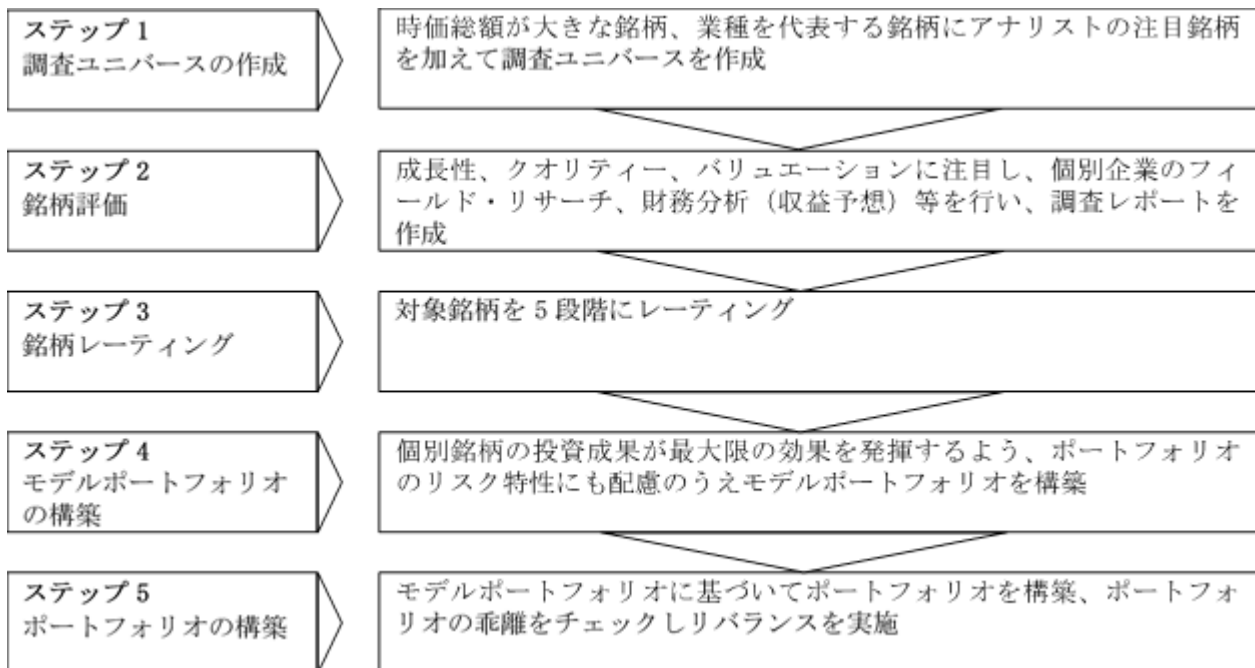 ステップ 1
調査ユニバースの作成
時価総額が大きな銘柄、業種を代表する銘柄にアナリストの注目銘柄
を加えて調査ユニバースを作成
ステップ 2
銘柄評価
成長性、クオリティー、バリュエーションに注目し、個別企業のフィ
ールド・リサーチ、財務分析（収益予想）等を行い、調査レポートを
作成
ステップ 3
銘柄レーティング
対象銘柄を 5 段階にレーティング
ステップ 4
モデルポートフォリオ
の構築
個別銘柄の投資成果が最大限の効果を発揮するよう、ポートフォリオ
のリスク特性にも配慮のうえモデルポートフォリオを構築
ステップ 5
ポートフォリオの構築
モデルポートフォリオに基づいてポートフォリオを構築、ポートフォ
リオの乖離をチェックしリバランスを実施